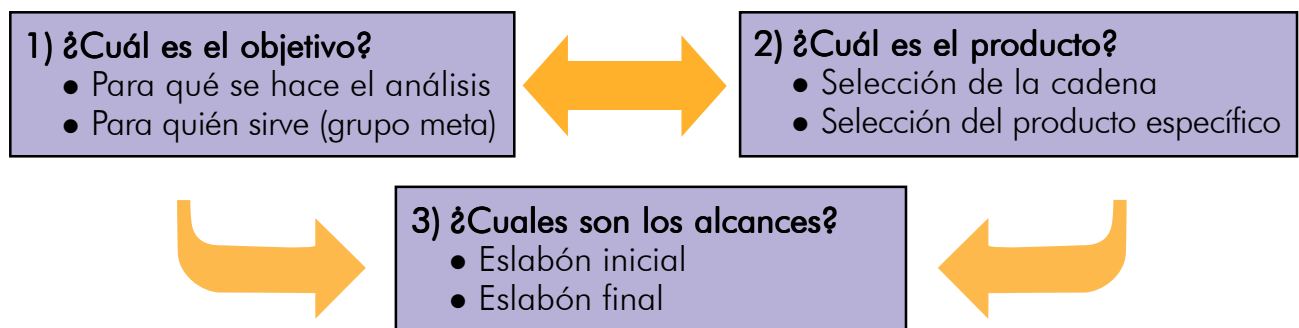 1) ¿Cuál es el objetivo?
● Para qué se hace el análisis
● Para quién sirve (grupo meta)
2) ¿Cuál es el producto?
● Selección de la cadena
● Selección del producto específico
3) ¿Cuales son los alcances?
● Eslabón inicial
● Eslabón final